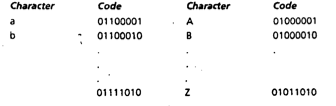 Character Code Character Code
a 01100001 A 01000001
b 01100010 B 01000010
. . .
. .
. .
01111010 Z 01011010